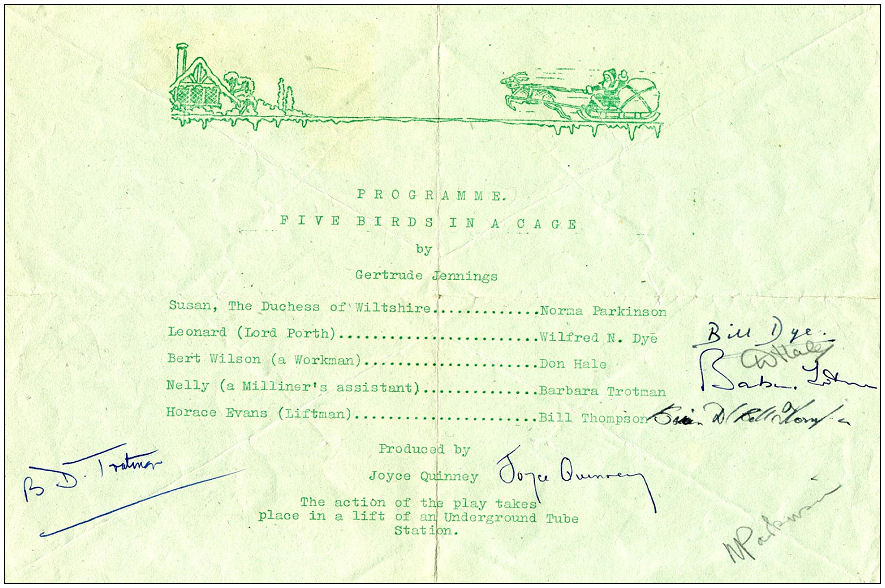 PROGRAMME.
FIVE BIRDS IN A CAGE
by
Gertrude Jennings
Susan, The Duchess of Wiltshire.............Norma Parkinson
Leonard (Lord Porth)........................Wilfred N. Dye
Bill Dye.
Bert Wilson (a Workman).....................Don Hale
D Hale
Nelly (a Milliner's assistant)..............Barbara Trotman
Horace Evans (Liftman)......................Bill Thompson
Produced by
B D. Trotman
Joyce Quinney Joyce Quinney
The action of the play takes
place in a lift of an Underground Tube
Station.
N Parkinson